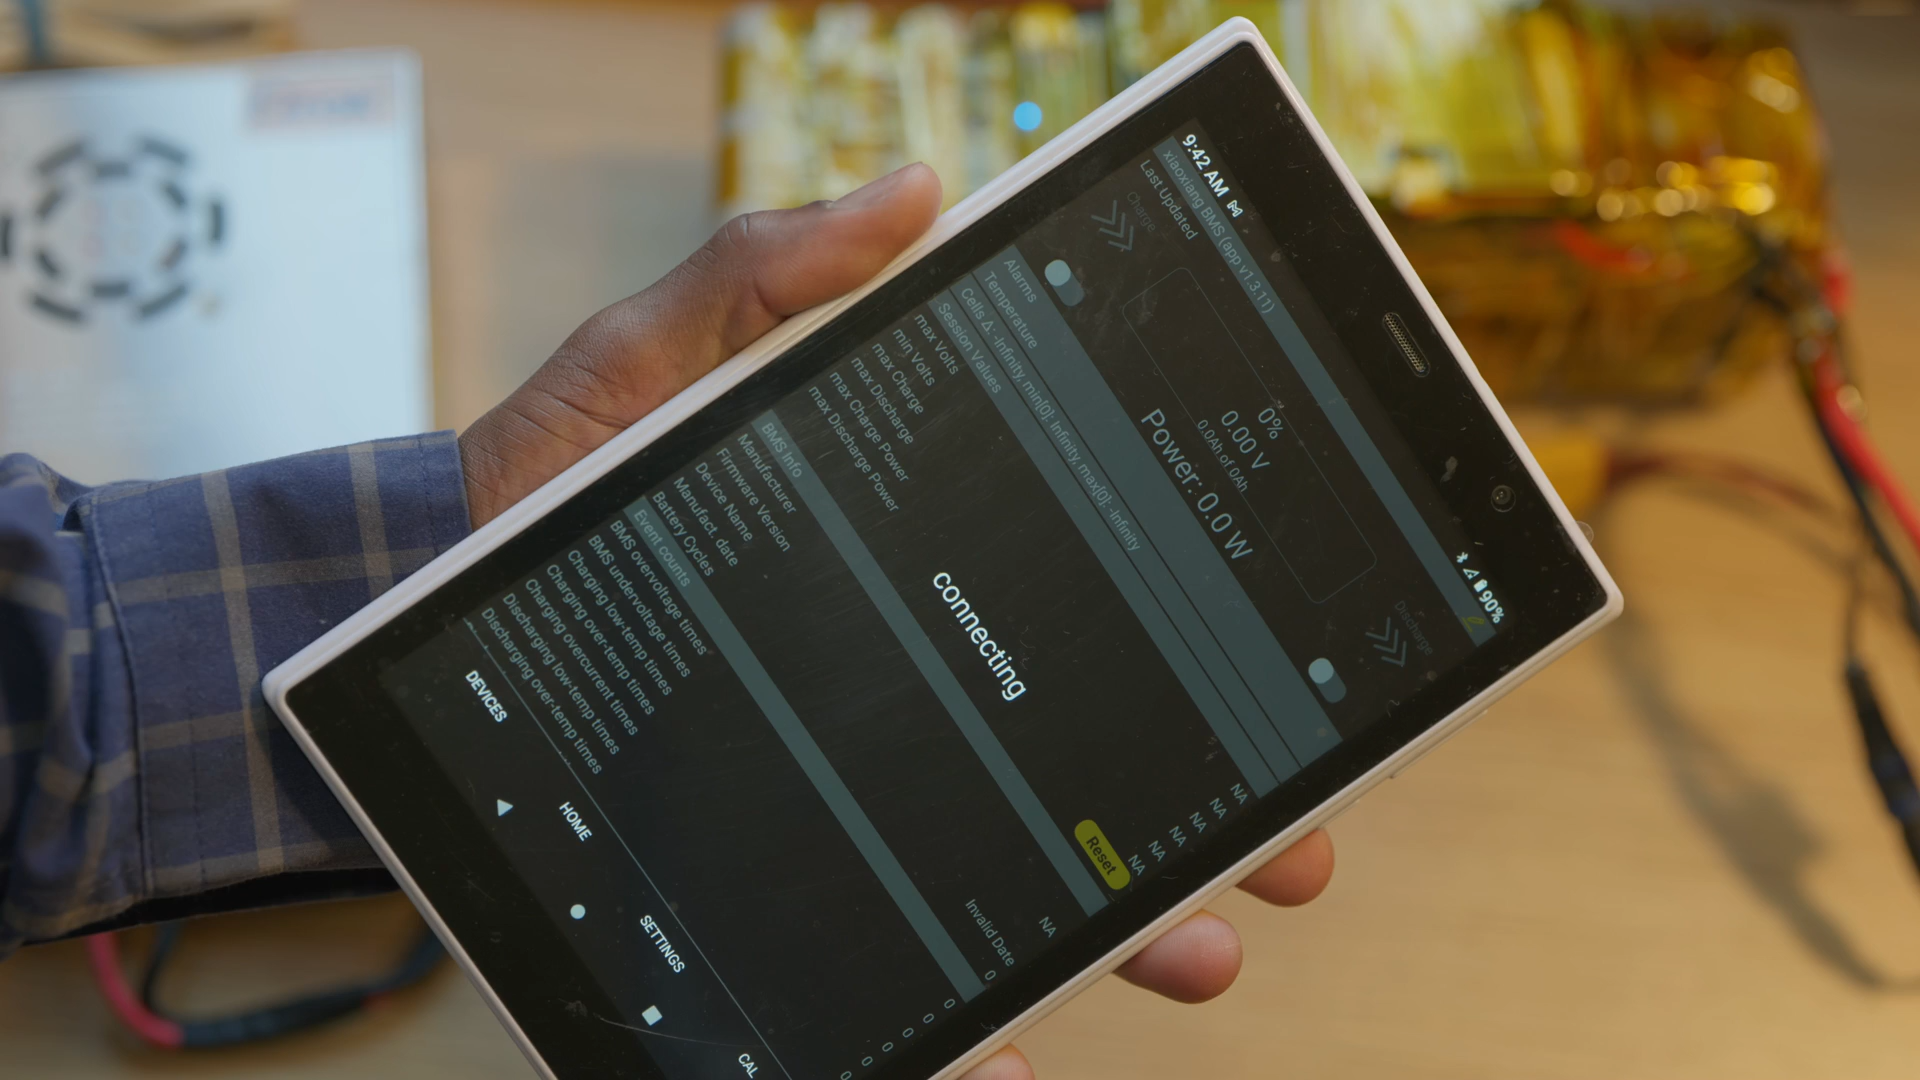 9:42 AM
90%
xiaoxiang BMS (app v1.3.11)
Last Updated
Charge
Discharge
0%
0.00 V
0.0Ah of 0Ah
Power: 0.0 W
Alarms
Temperature
Cells Δ: -Infinity, min[0]: Infinity, max[0]: -Infinity
Session Values
max Volts NA
min Volts NA
max Charge NA
max Discharge NA
max Charge Power NA
max Discharge Power NA
connecting
Reset
BMS Info
Manufacturer
Firmware Version
Device Name NA
Manufact. date Invalid Date
Battery Cycles 0
Event counts
BMS overvoltage times 0
BMS undervoltage times 0
Charging low-temp times 0
Charging over-temp times 0
Charging overcurrent times 0
Discharging low-temp times 0
Discharging over-temp times
DEVICES
HOME
SETTINGS
CAL